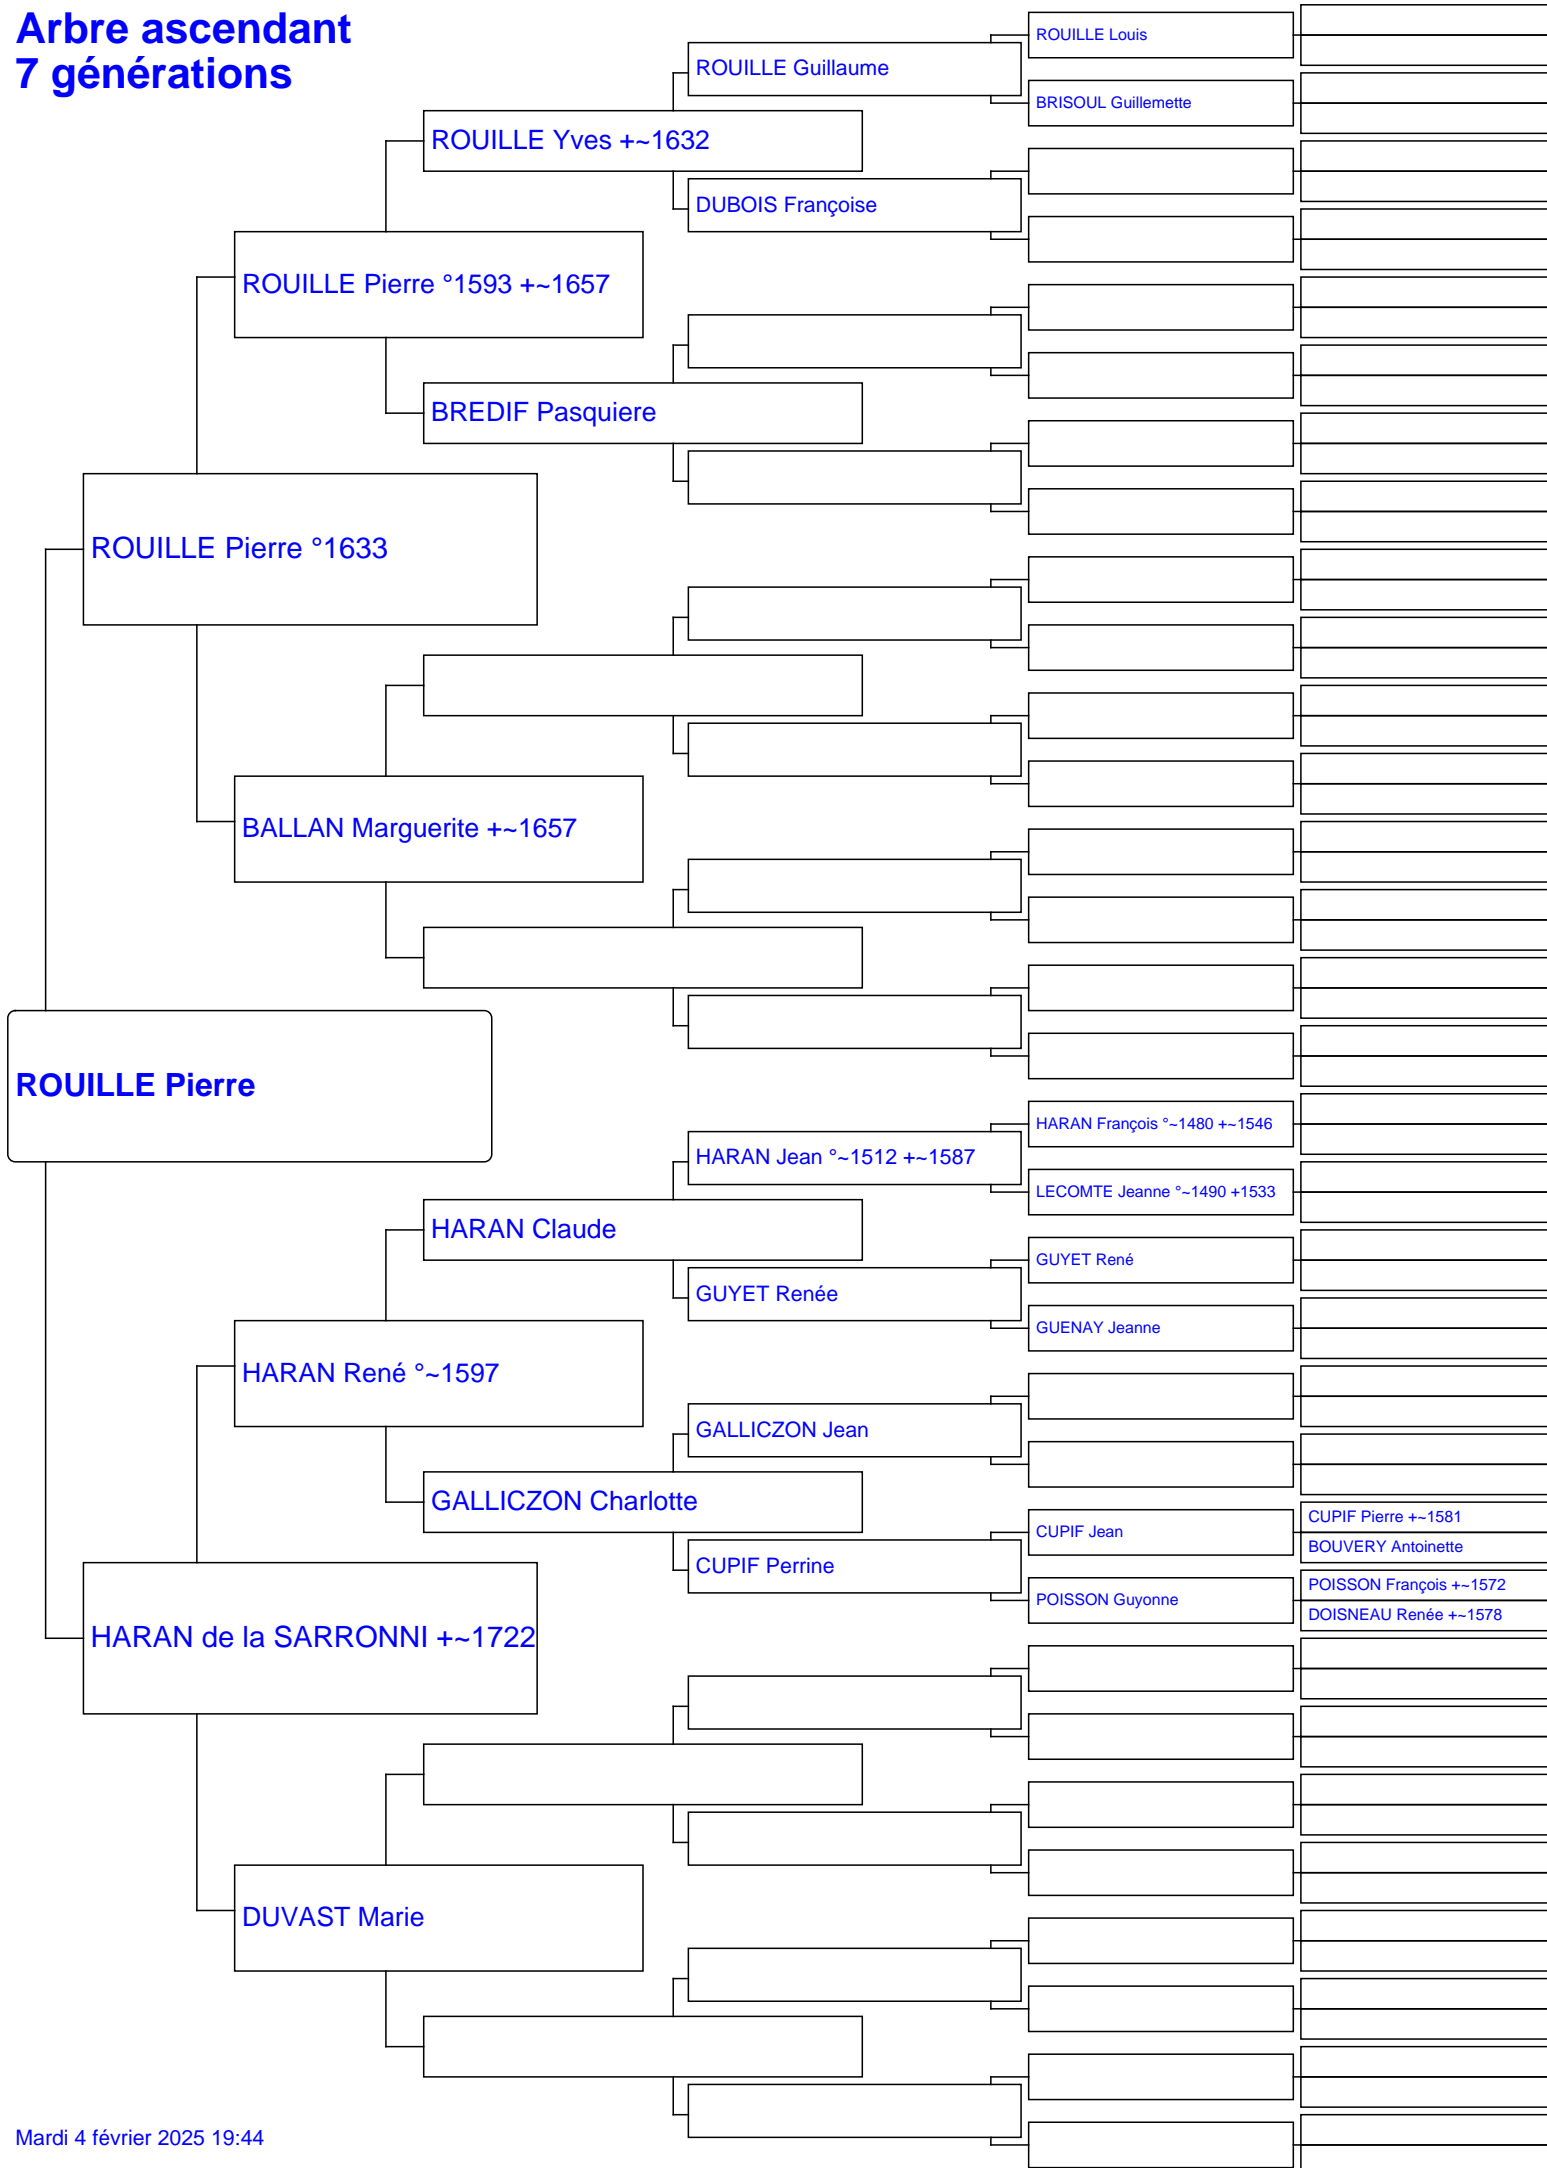 Arbre ascendant
7 générations
ROUILLE Louis
ROUILLE Guillaume
BRISOUL Guillemette
ROUILLE Yves +~1632
DUBOIS Françoise
ROUILLE Pierre °1593 +~1657
BREDIF Pasquiere
ROUILLE Pierre °1633
BALLAN Marguerite +~1657
ROUILLE Pierre
HARAN François °~1480 +~1546
HARAN Jean °~1512 +~1587
LECOMTE Jeanne °~1490 +1533
HARAN Claude
GUYET René
GUYET Renée
GUENAY Jeanne
HARAN René °~1597
GALLICZON Jean
GALLICZON Charlotte
CUPIF Pierre +~1581
CUPIF Jean
BOUVERY Antoinette
CUPIF Perrine
POISSON François +~1572
POISSON Guyonne
DOISNEAU Renée +~1578
HARAN de la SARRONNI +~1722
DUVAST Marie
Mardi 4 février 2025 19:44